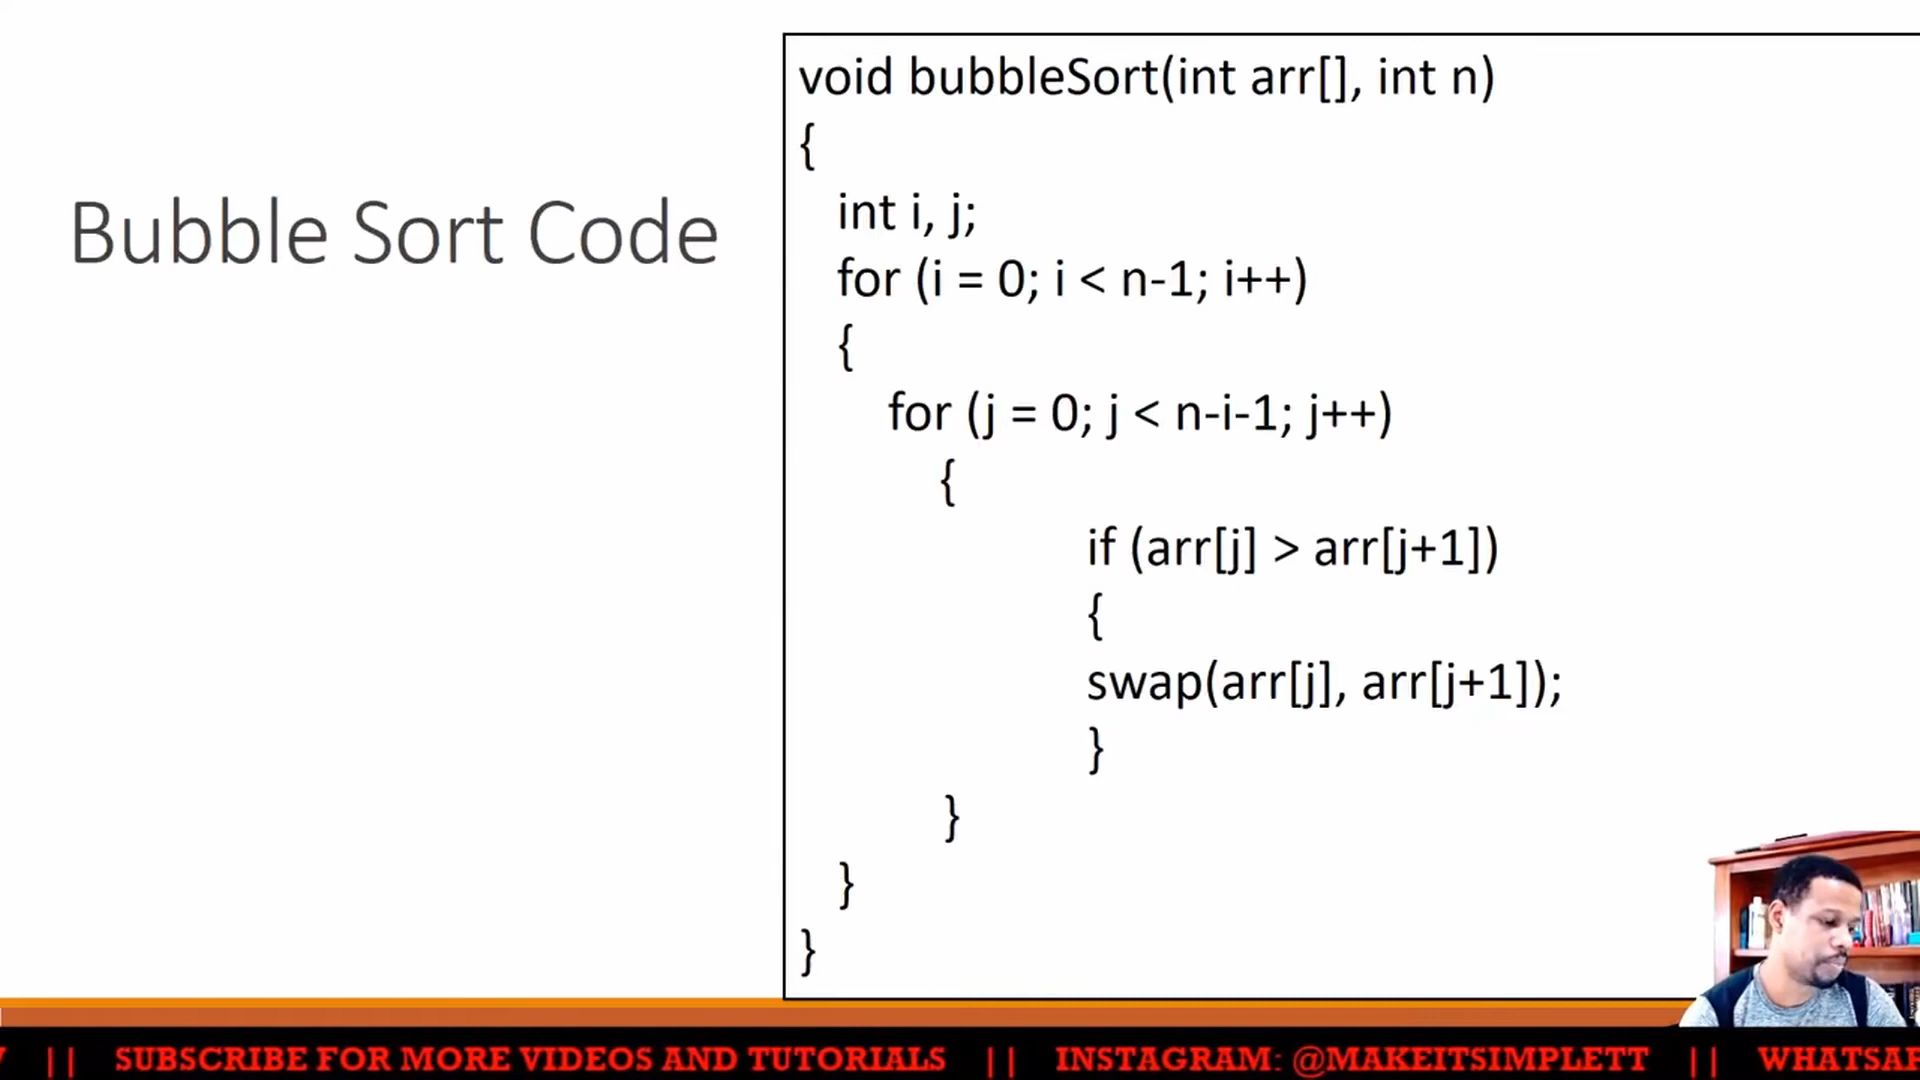 Bubble Sort Code
void bubbleSort(int arr[], int n)
{
int i, j;
for (i = 0; i < n-1; i++)
{
for (j = 0; j < n-i-1; j++)
{
if (arr[j] > arr[j+1])
{
swap(arr[j], arr[j+1]);
}
}
}
}
|| SUBSCRIBE FOR MORE VIDEOS AND TUTORIALS || INSTAGRAM: @MAKEITSIMPLETT ||